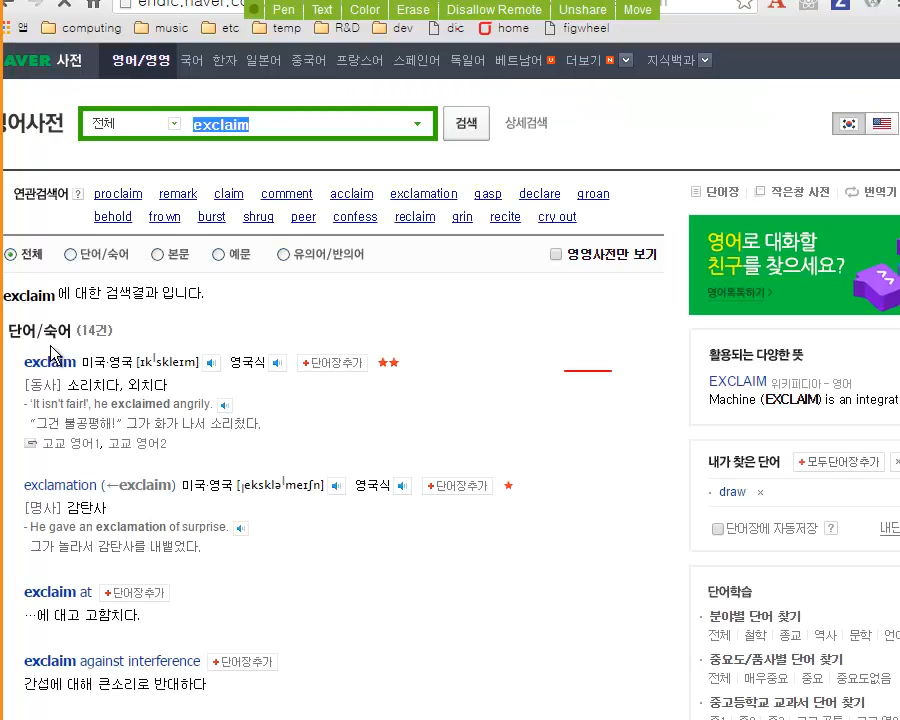 Pen Text Color Erase Disallow Remote Unshare Move
앱 computing music etc temp R&D dev dic home figwheel
AVER 사전 영어/영영 국어 한자 일본어 중국어 프랑스어 스페인어 독일어 베트남어 더보기 지식백과
영어사전 전체 exclaim 검색 상세검색
연관검색어 ? proclaim remark claim comment acclaim exclamation gasp declare groan
behold frown burst shrug peer confess reclaim grin recite cry out
단어장 작은창 사전 번역기
전체 단어/숙어 본문 예문 유의어/반의어 영영사전만 보기
영어로 대화할
친구를 찾으세요?
영어톡톡하기 >
exclaim 에 대한 검색결과 입니다.
단어/숙어 (14건)
exclaim 미국·영국 [ɪkˈskleɪm] 영국식 +단어장추가 ★★
[동사] 소리치다, 외치다
- ‘It isn't fair!’, he exclaimed angrily.
“그건 불공평해!” 그가 화가 나서 소리쳤다.
고교 영어1, 고교 영어2
exclamation (←exclaim) 미국·영국 [ˌekskləˈmeɪʃn] 영국식 +단어장추가 ★
[명사] 감탄사
- He gave an exclamation of surprise.
그가 놀라서 감탄사를 내뱉었다.
exclaim at +단어장추가
…에 대고 고함치다.
exclaim against interference +단어장추가
간섭에 대해 큰소리로 반대하다
활용되는 다양한 뜻
EXCLAIM 위키피디아 - 영어
Machine (EXCLAIM) is an integrat
내가 찾은 단어 +모두단어장추가 ×
· draw ×
단어장에 자동저장 ?
단어학습
· 분야별 단어 찾기
전체 철학 종교 역사 문학
· 중요도/품사별 단어 찾기
전체 매우중요 중요 중요도없음
· 중고등학교 교과서 단어 찾기